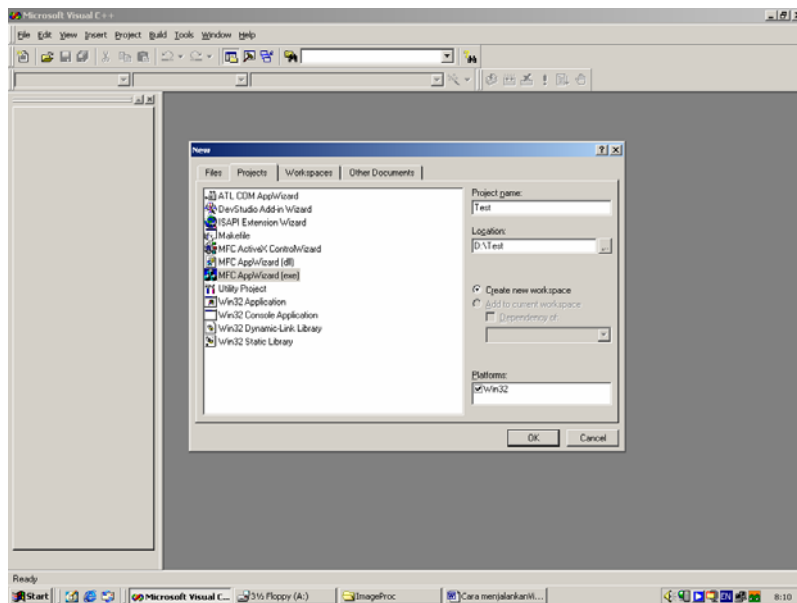 Microsoft Visual C++
File Edit View Insert Project Build Tools Window Help
New
Files Projects Workspaces Other Documents
ATL COM AppWizard
DevStudio Add-in Wizard
ISAPI Extension Wizard
Makefile
MFC ActiveX ControlWizard
MFC AppWizard (dll)
MFC AppWizard (exe)
Utility Project
Win32 Application
Win32 Console Application
Win32 Dynamic-Link Library
Win32 Static Library
Project name:
Test
Location:
D:\Test
...
Create new workspace
Add to current workspace
Dependency of:
Platforms:
Win32
OK Cancel
Ready
Start Microsoft Visual C... 3½ Floppy (A:) ImageProc Cara menjalankanVi... EN 8:10